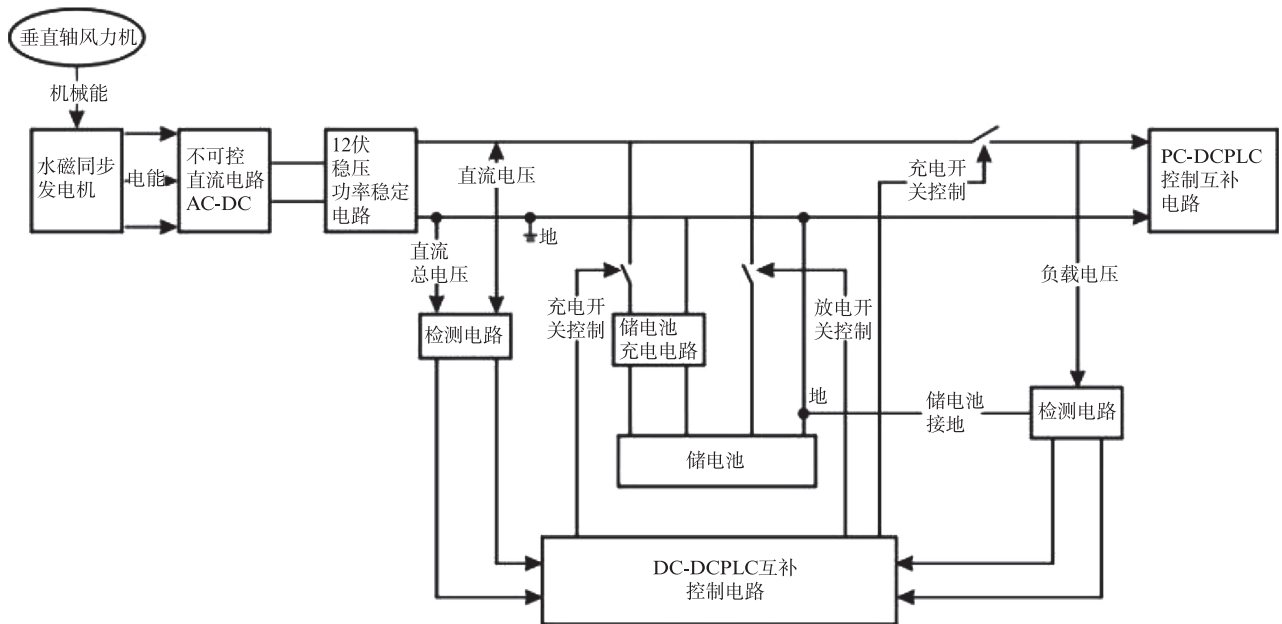 垂直轴风力机
机械能
水磁同步
发电机
电能
不可控
直流电路
AC-DC
12伏
稳压
功率稳定
电路
直流电压
直流
总电压
地
充电开
关控制
PC-DCPLC
控制互补
电路
负载电压
检测电路
充电开
关控制
储电池
充电电路
放电开
关控制
地
储电池
接地
检测电路
储电池
DC-DCPLC互补
控制电路